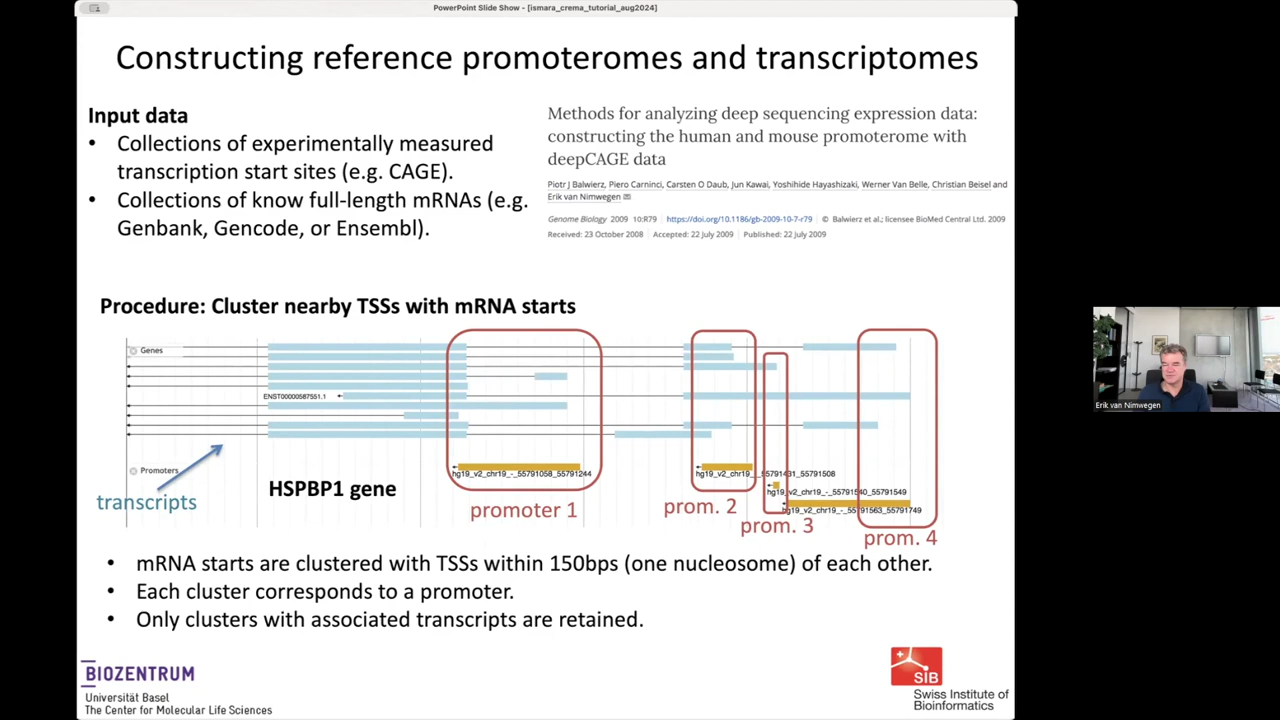 PowerPoint Slide Show - [ismara_crema_tutorial_aug2024]
Constructing reference promoteromes and transcriptomes
Input data
• Collections of experimentally measured
transcription start sites (e.g. CAGE).
• Collections of know full-length mRNAs (e.g.
Genbank, Gencode, or Ensembl).
Methods for analyzing deep sequencing expression data:
constructing the human and mouse promoterome with
deepCAGE data
Piotr J Balwierz, Piero Carninci, Carsten O Daub, Jun Kawai, Yoshihide Hayashizaki, Werner Van Belle, Christian Beisel and
Erik van Nimwegen
Genome Biology 2009 10:R79 https://doi.org/10.1186/gb-2009-10-7-r79 © Balwierz et al.; licensee BioMed Central Ltd. 2009
Received: 23 October 2008 Accepted: 22 July 2009 Published: 22 July 2009
Procedure: Cluster nearby TSSs with mRNA starts
Genes
ENST00000587551.1
Promoters
hg19_v2_chr19_-_55791058_55791244
hg19_v2_chr19_-_55791431_55791508
hg19_v2_chr19_-_55791540_55791549
hg19_v2_chr19_-_55791563_55791749
transcripts
HSPBP1 gene
promoter 1
prom. 2
prom. 3
prom. 4
• mRNA starts are clustered with TSSs within 150bps (one nucleosome) of each other.
• Each cluster corresponds to a promoter.
• Only clusters with associated transcripts are retained.
BIOZENTRUM
Universität Basel
The Center for Molecular Life Sciences
SIB
Swiss Institute of
Bioinformatics
Erik van Nimwegen